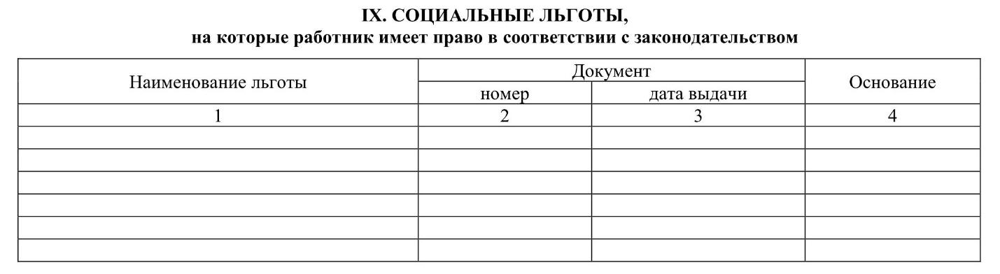 IX. СОЦИАЛЬНЫЕ ЛЬГОТЫ,
на которые работник имеет право в соответствии с законодательством
Наименование льготы Документ Основание
номер дата выдачи
1 2 3 4